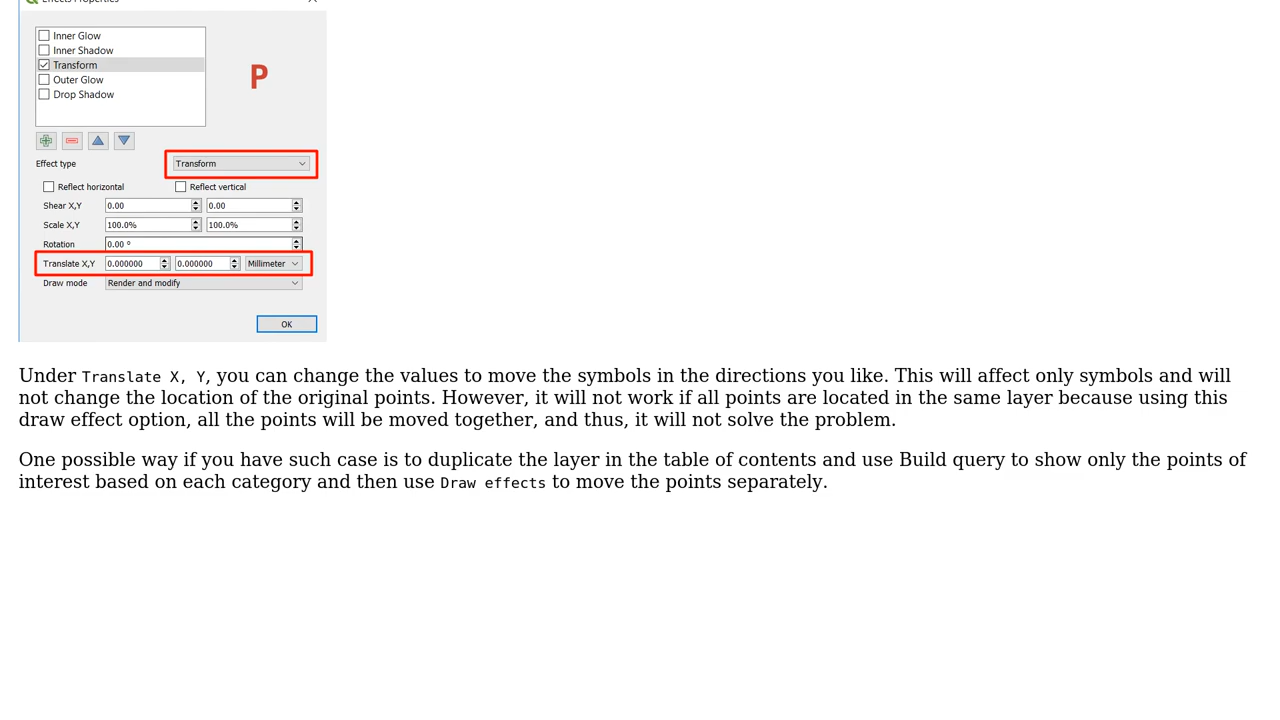 Effects Properties
Inner Glow
Inner Shadow
Transform
Outer Glow
Drop Shadow
P
Effect type Transform
Reflect horizontal Reflect vertical
Shear X,Y 0.00 0.00
Scale X,Y 100.0% 100.0%
Rotation 0.00 °
Translate X,Y 0.000000 0.000000 Millimeter
Draw mode Render and modify
OK
Under Translate X, Y, you can change the values to move the symbols in the directions you like. This will affect only symbols and will
not change the location of the original points. However, it will not work if all points are located in the same layer because using this
draw effect option, all the points will be moved together, and thus, it will not solve the problem.
One possible way if you have such case is to duplicate the layer in the table of contents and use Build query to show only the points of
interest based on each category and then use Draw effects to move the points separately.